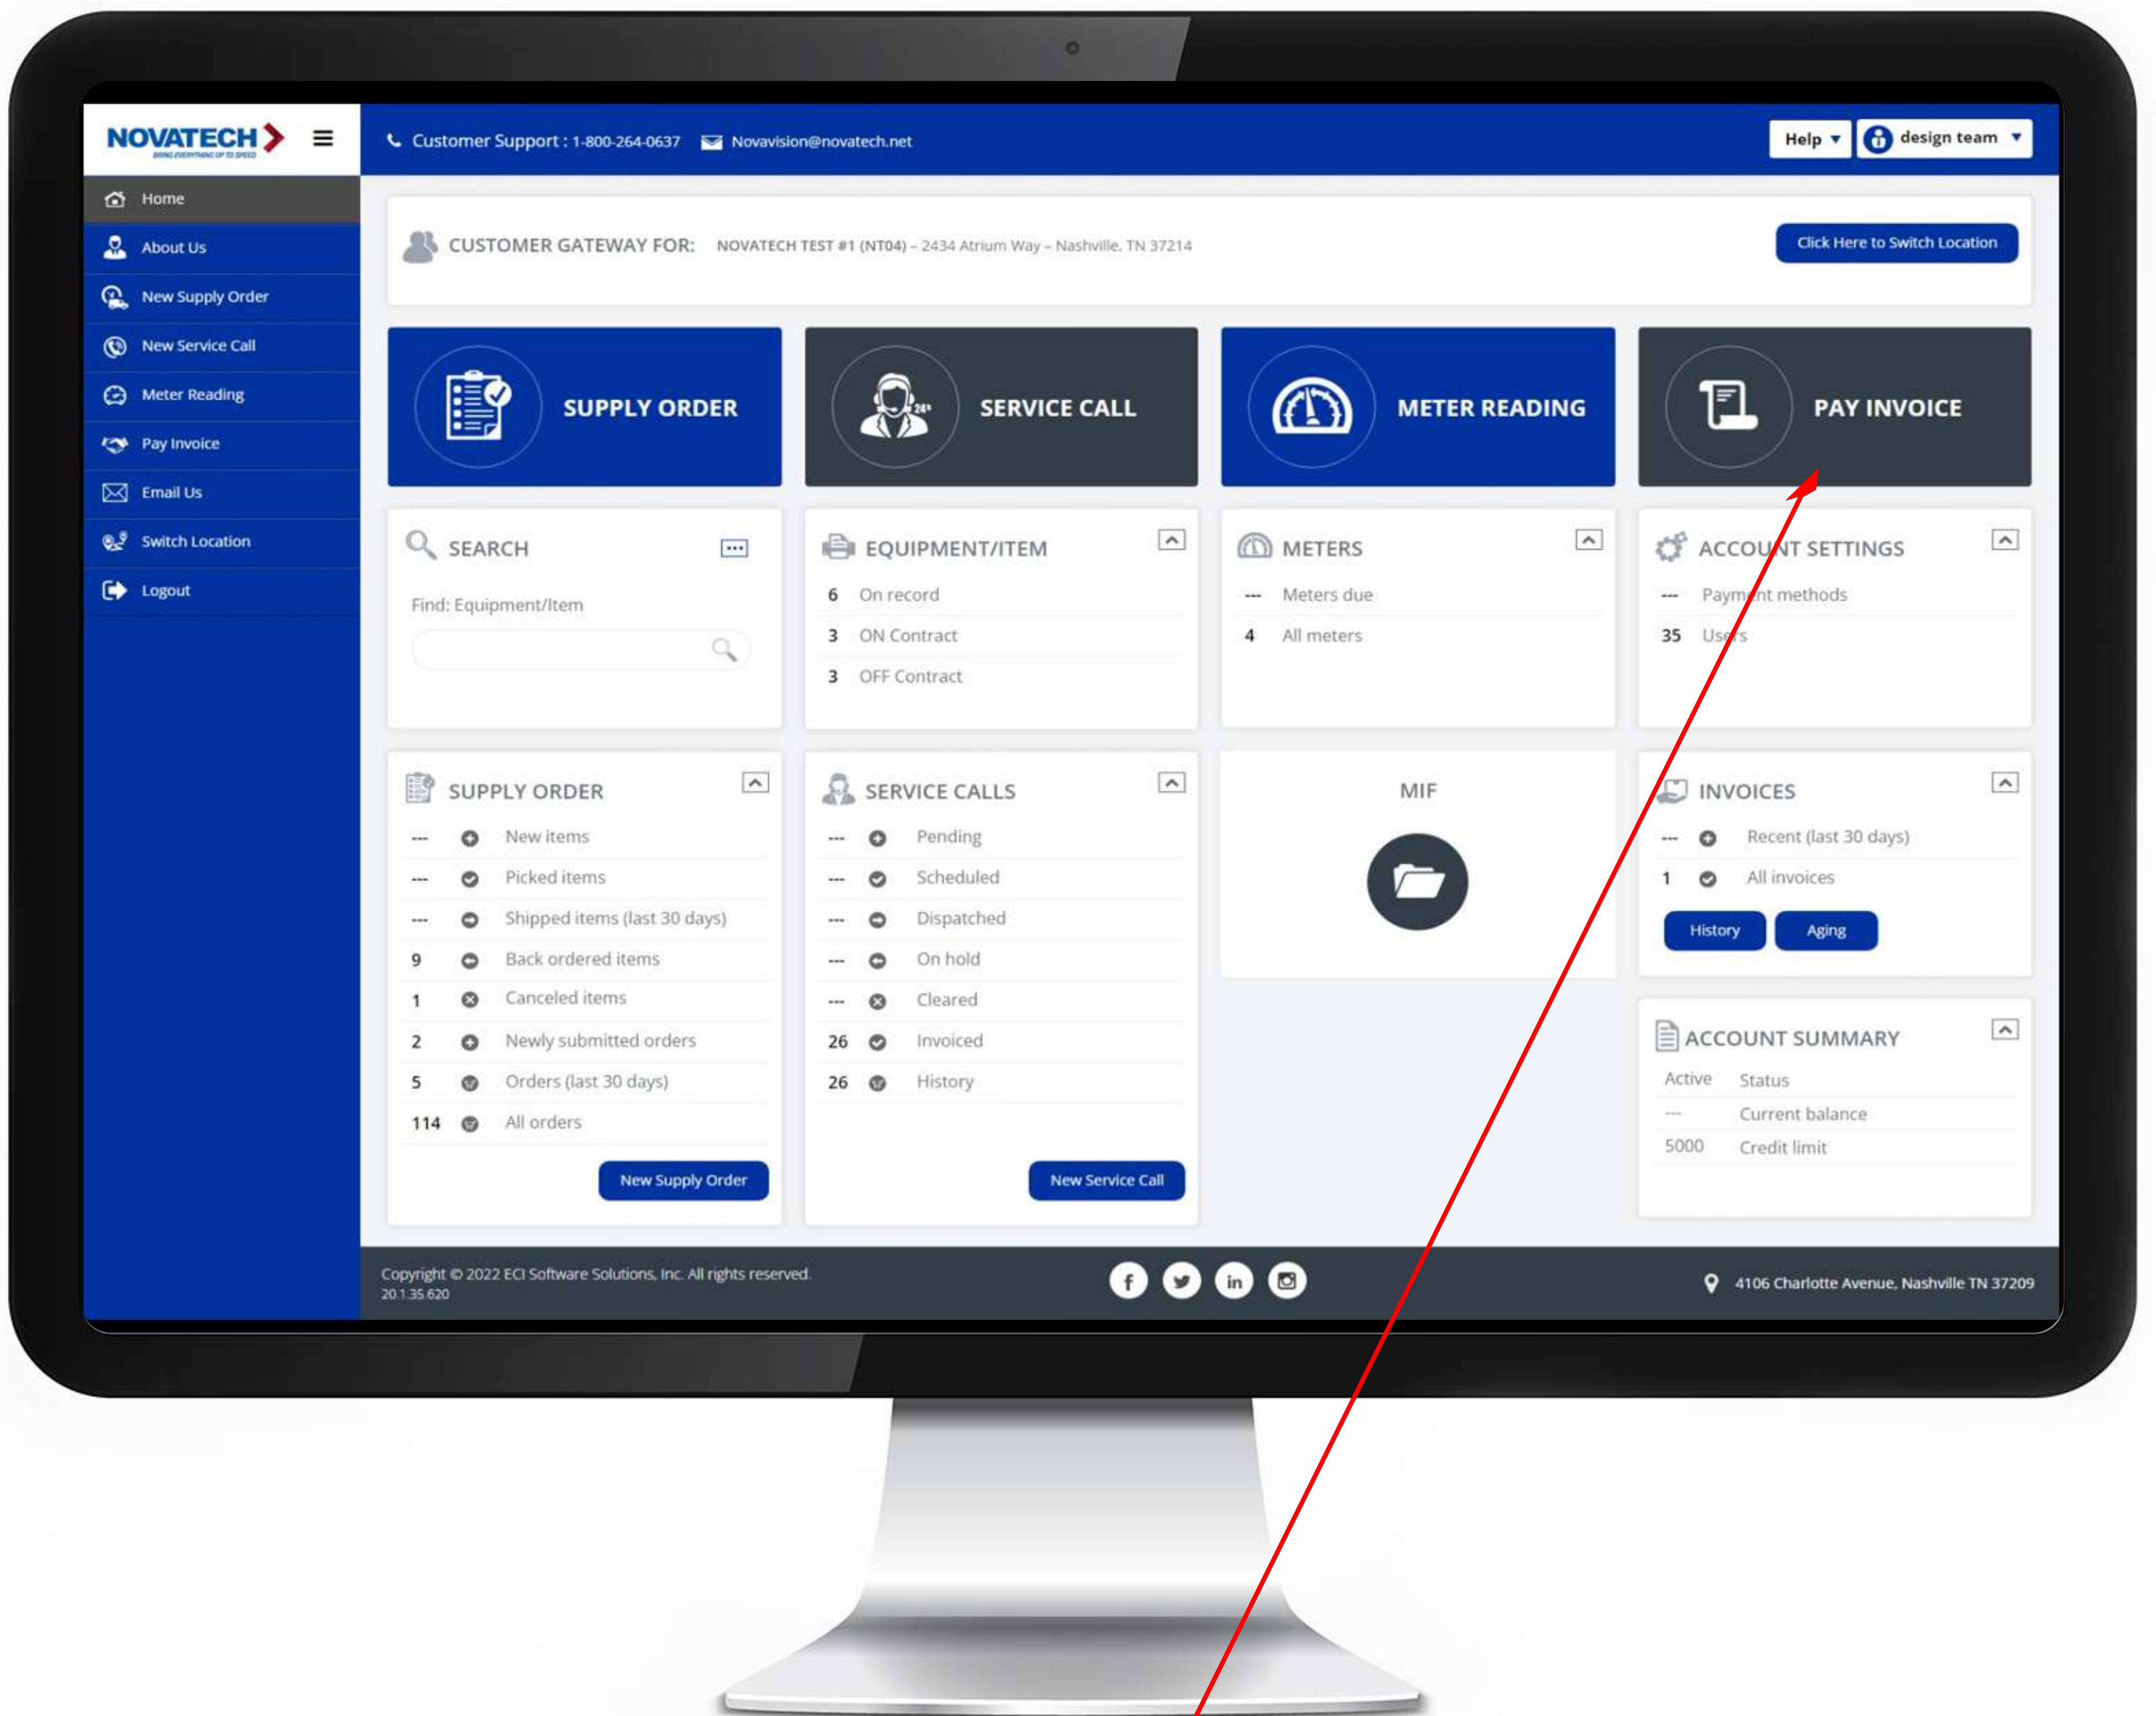 NOVATECH
BRING EVERYTHING UP TO SPEED
Customer Support : 1-800-264-0637 Novavision@novatech.net
Help design team
Home
About Us
New Supply Order
New Service Call
Meter Reading
Pay Invoice
Email Us
Switch Location
Logout
CUSTOMER GATEWAY FOR: NOVATECH TEST #1 (NT04) – 2434 Atrium Way – Nashville, TN 37214
Click Here to Switch Location
SUPPLY ORDER
24h
SERVICE CALL
METER READING
PAY INVOICE
SEARCH
Find: Equipment/Item
EQUIPMENT/ITEM
6 On record
3 ON Contract
3 OFF Contract
METERS
--- Meters due
4 All meters
ACCOUNT SETTINGS
--- Payment methods
35 Users
SUPPLY ORDER
--- New items
--- Picked items
--- Shipped items (last 30 days)
9 Back ordered items
1 Canceled items
2 Newly submitted orders
5 Orders (last 30 days)
114 All orders
New Supply Order
SERVICE CALLS
--- Pending
--- Scheduled
--- Dispatched
--- On hold
--- Cleared
26 Invoiced
26 History
New Service Call
MIF
INVOICES
--- Recent (last 30 days)
1 All invoices
History Aging
ACCOUNT SUMMARY
Active Status
--- Current balance
5000 Credit limit
Copyright © 2022 ECI Software Solutions, Inc. All rights reserved.
20.1.35.620
f in
4106 Charlotte Avenue, Nashville TN 37209